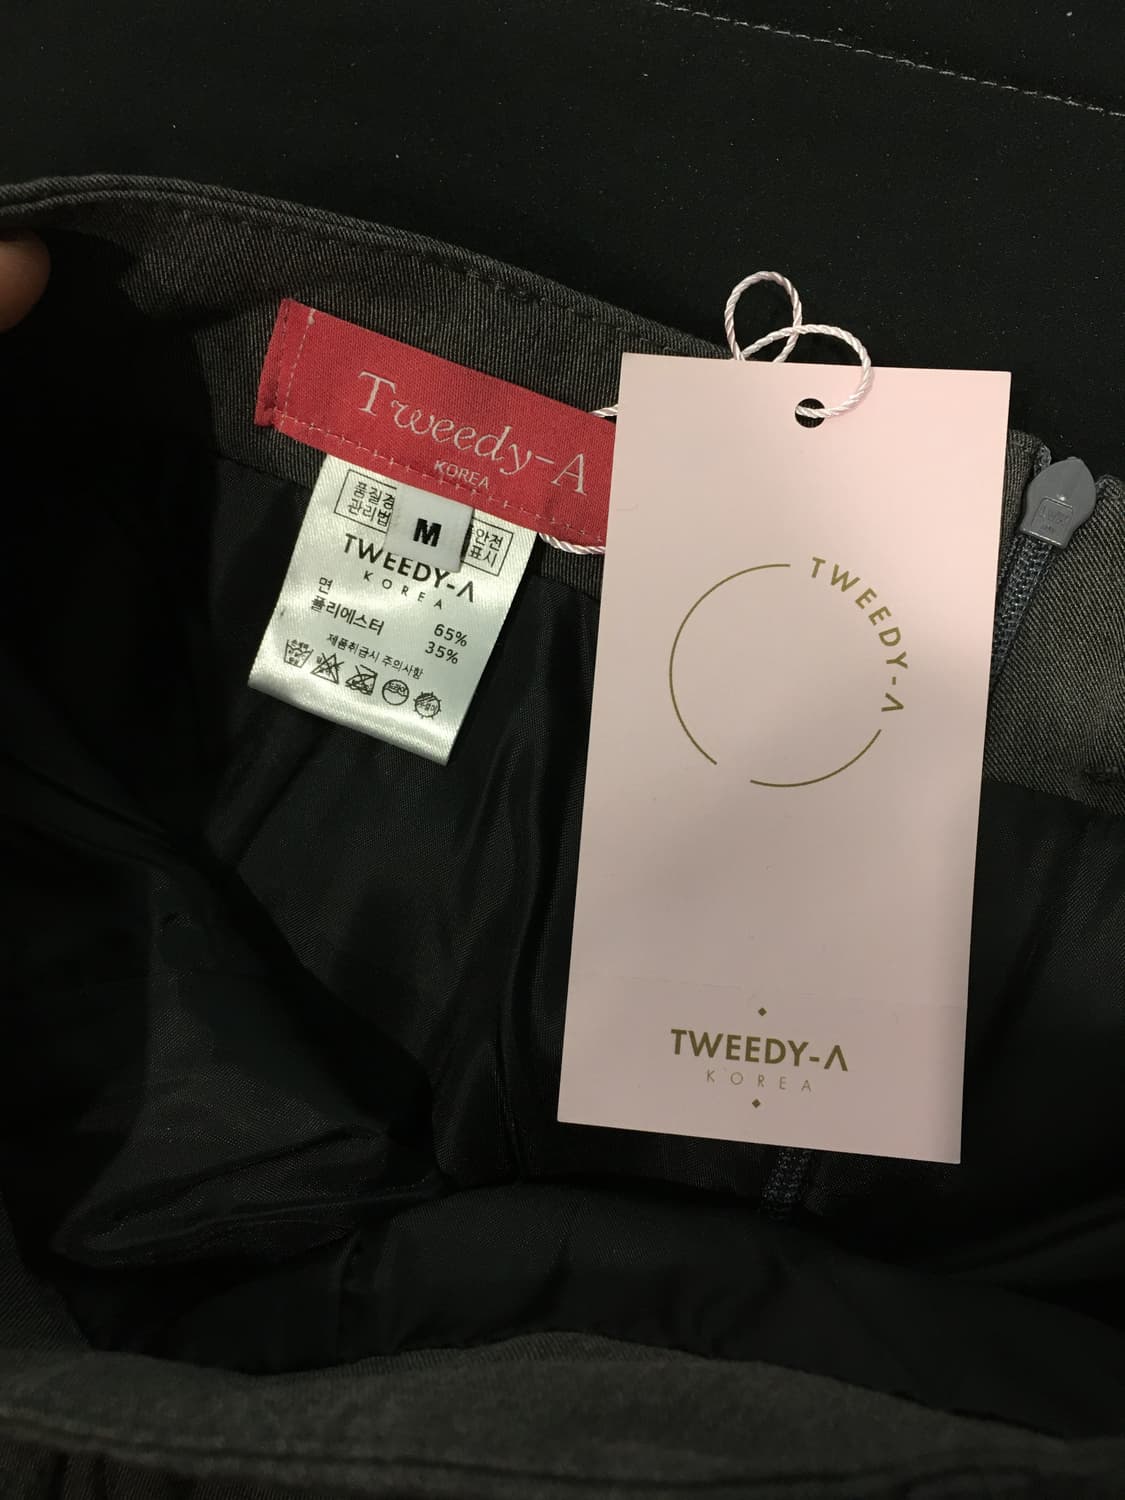 Tweedy-A
KOREA
M
품질경
관리법
안전
표시
TWEEDY-A
KOREA
면 65%
폴리에스터 35%
제품취급시 주의사항
TWEEDY-A
TWEEDY-A
KOREA